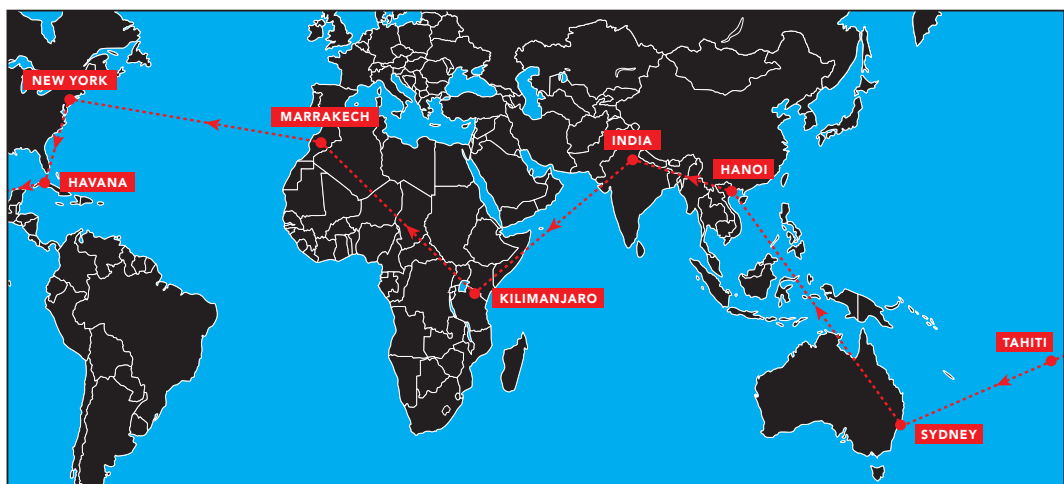 NEW YORK
MARRAKECH
INDIA
HANOI
HAVANA
KILIMANJARO
TAHITI
SYDNEY